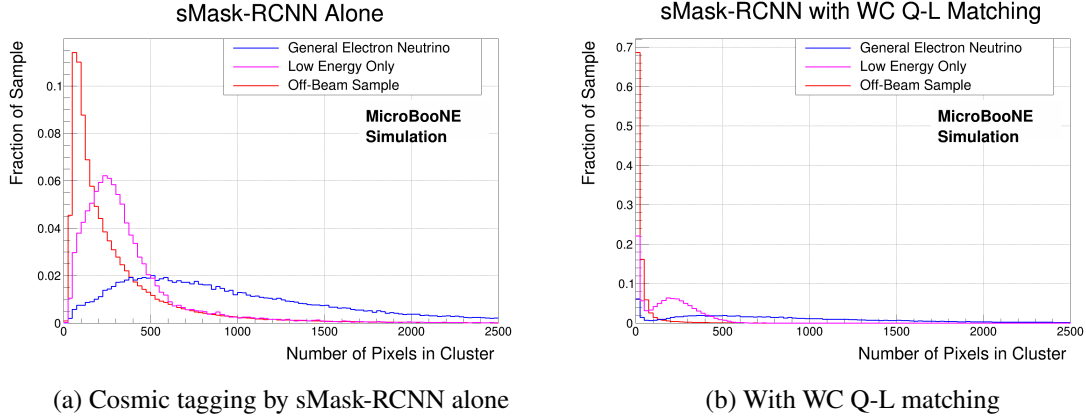 sMask-RCNN Alone
Fraction of Sample
0.1
0.08
0.06
0.04
0.02
0
General Electron Neutrino
Low Energy Only
Off-Beam Sample
MicroBooNE
Simulation
0 500 1000 1500 2000 2500
Number of Pixels in Cluster
(a) Cosmic tagging by sMask-RCNN alone
sMask-RCNN with WC Q-L Matching
Fraction of Sample
0.7
0.6
0.5
0.4
0.3
0.2
0.1
0
General Electron Neutrino
Low Energy Only
Off-Beam Sample
MicroBooNE
Simulation
0 500 1000 1500 2000 2500
Number of Pixels in Cluster
(b) With WC Q-L matching